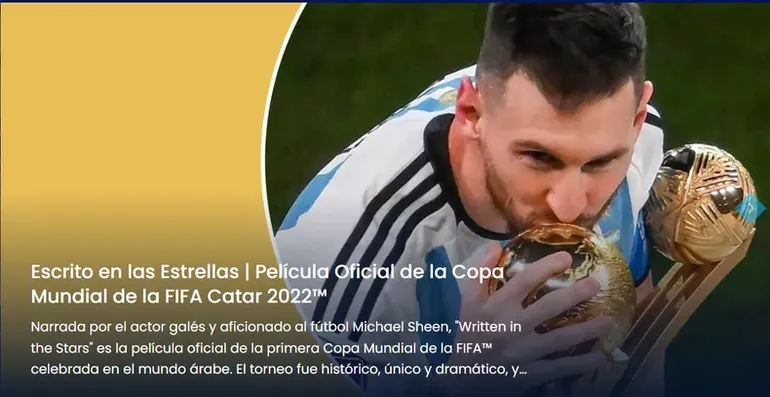 Escrito en las Estrellas | Película Oficial de la Copa
Mundial de la FIFA Catar 2022™
Narrada por el actor galés y aficionado al fútbol Michael Sheen, "Written in
the Stars" es la película oficial de la primera Copa Mundial de la FIFA™
celebrada en el mundo árabe. El torneo fue histórico, único y dramático, y…